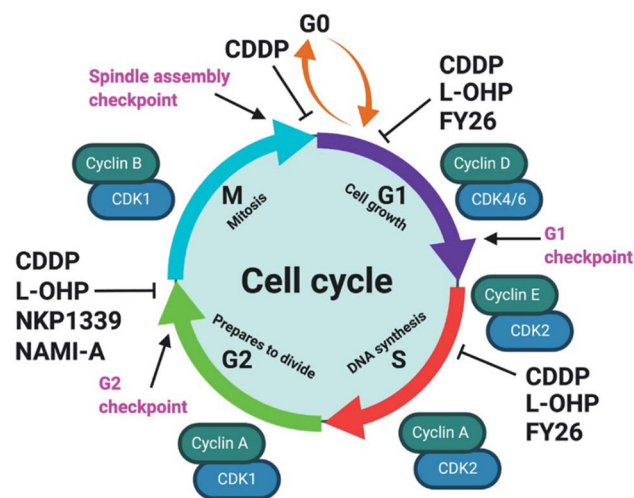 G0
CDDP
Spindle assembly
checkpoint
CDDP
L-OHP
FY26
Cyclin B
CDK1
M
Mitosis
G1
Cell growth
Cyclin D
CDK4/6
G1
checkpoint
CDDP
L-OHP
NKP1339
NAMI-A
Cell cycle
Cyclin E
CDK2
Prepares to divide
G2
DNA synthesis
S
G2
checkpoint
CDDP
L-OHP
FY26
Cyclin A
CDK1
Cyclin A
CDK2